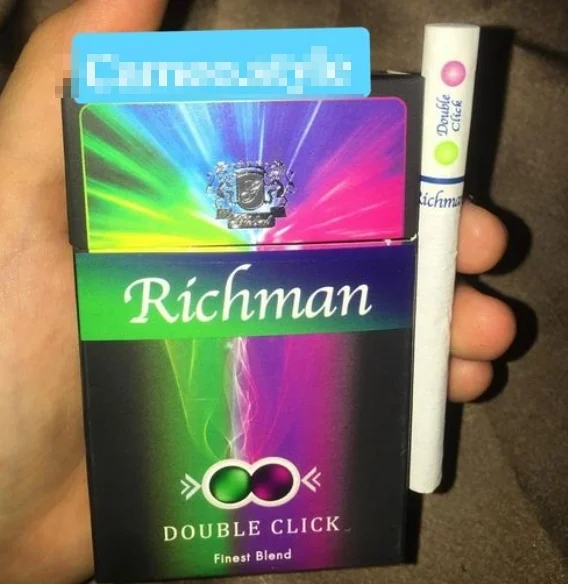 Richman
DOUBLE CLICK
Finest Blend
Double
Click
Richman